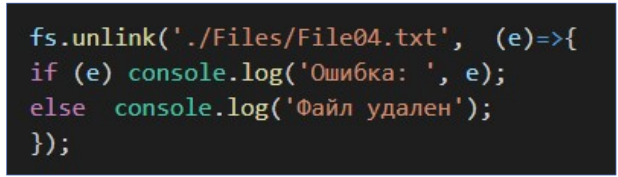 fs.unlink('./Files/File04.txt',  (e)=>{
if (e) console.log('Ошибка: ', e);
else  console.log('Файл удален');
});